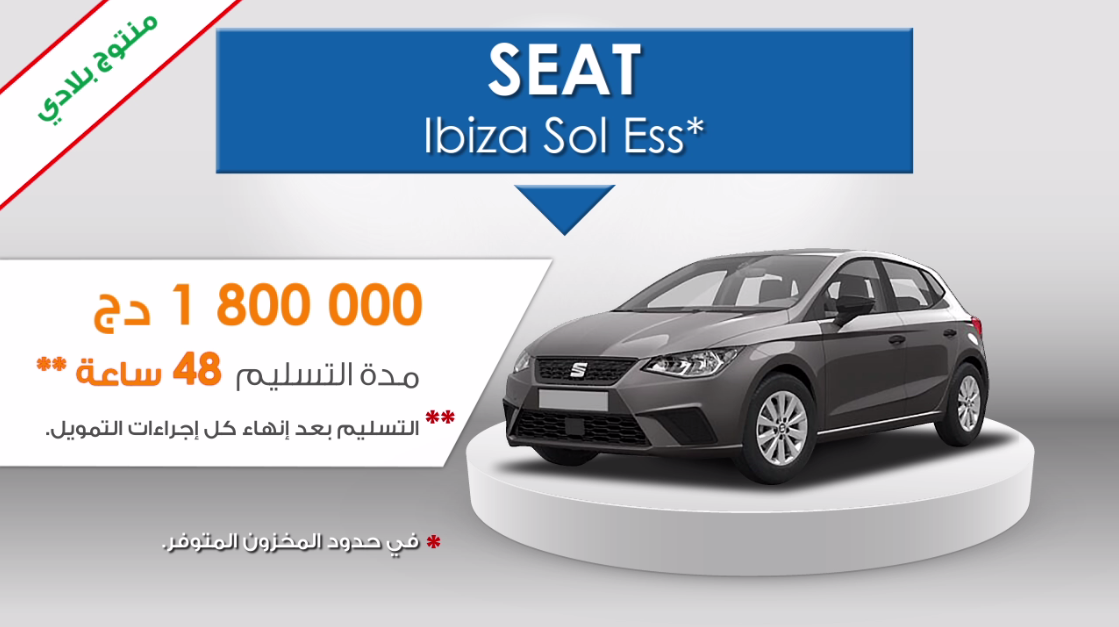 منتوج بلادي
SEAT
Ibiza Sol Ess*
1 800 000 دج
مدة التسليم 48 ساعة **
** التسليم بعد إنهاء كل إجراءات التمويل.
* في حدود المخزون المتوفر.